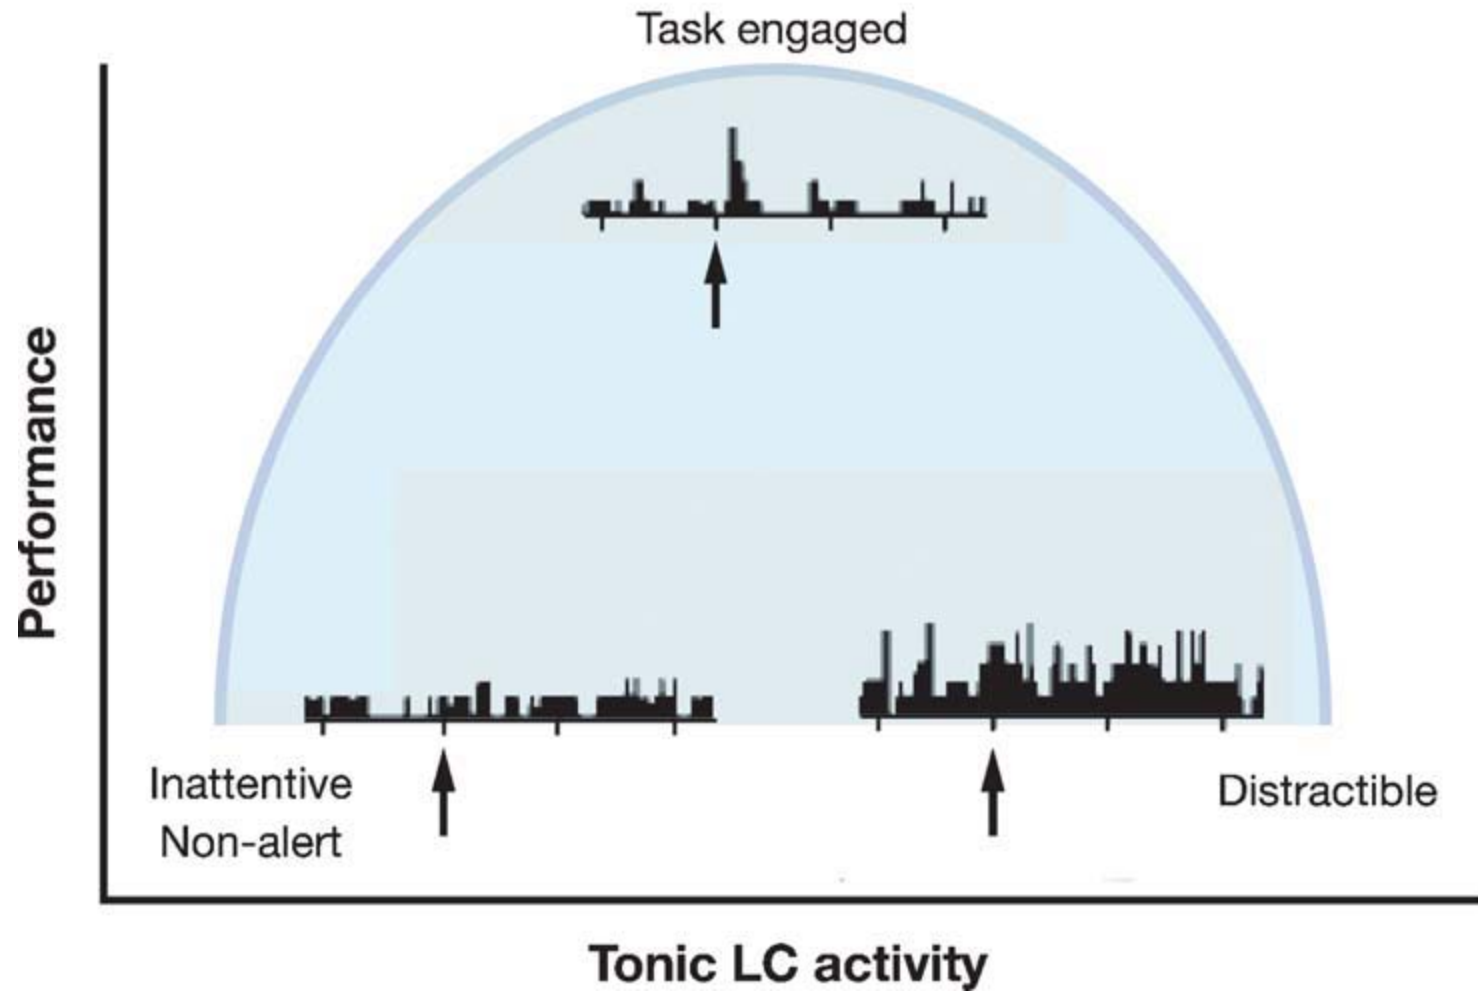 Task engaged
Performance
Inattentive
Non-alert
Distractible
Tonic LC activity